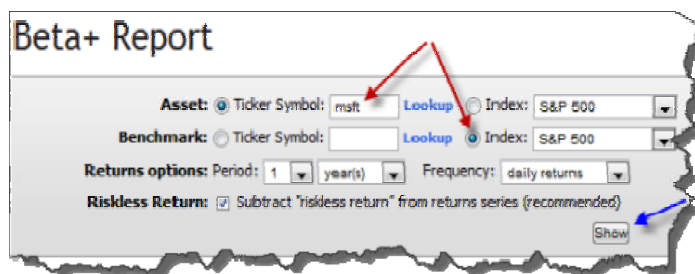 Beta+ Report
Asset: Ticker Symbol: msft Lookup Index: S&P 500
Benchmark: Ticker Symbol: Lookup Index: S&P 500
Returns options: Period: 1 year(s) Frequency: daily returns
Riskless Return: Subtract "riskless return" from returns series (recommended)
Show